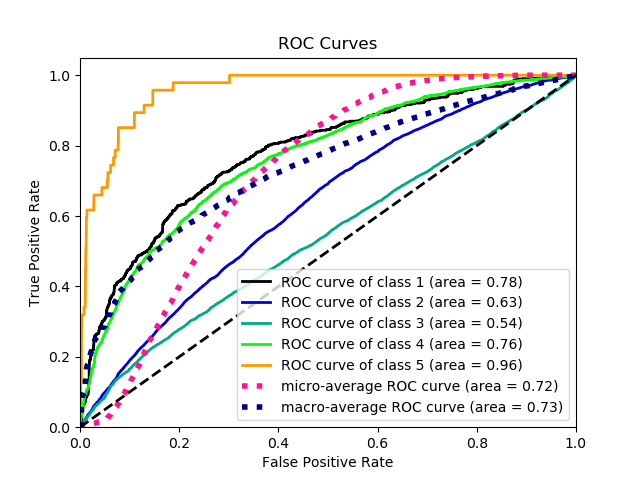 ROC Curves
True Positive Rate
1.0
0.8
0.6
0.4
0.2
0.0
ROC curve of class 1 (area = 0.78)
ROC curve of class 2 (area = 0.63)
ROC curve of class 3 (area = 0.54)
ROC curve of class 4 (area = 0.76)
ROC curve of class 5 (area = 0.96)
micro-average ROC curve (area = 0.72)
macro-average ROC curve (area = 0.73)
0.0 0.2 0.4 0.6 0.8 1.0
False Positive Rate